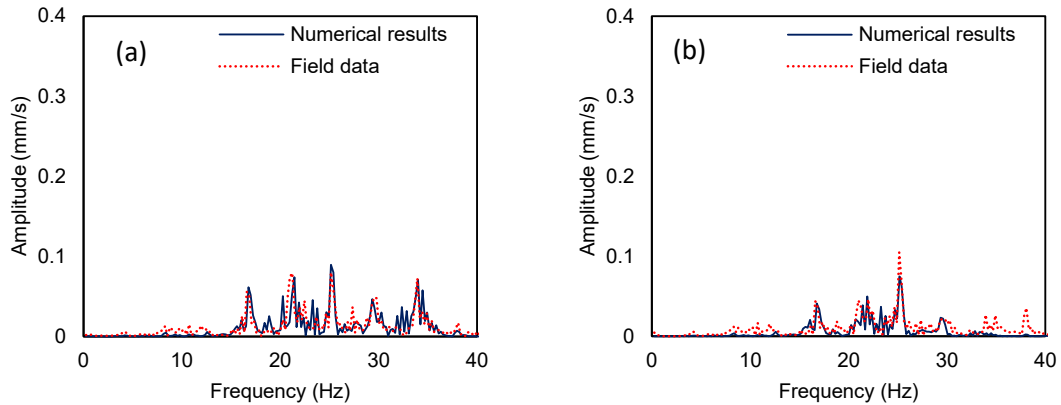 (a)
Numerical results
Field data
Amplitude (mm/s)
0.4
0.3
0.2
0.1
0
0 10 20 30 40
Frequency (Hz)
(b)
Numerical results
Field data
Amplitude (mm/s)
0.4
0.3
0.2
0.1
0
0 10 20 30 40
Frequency (Hz)